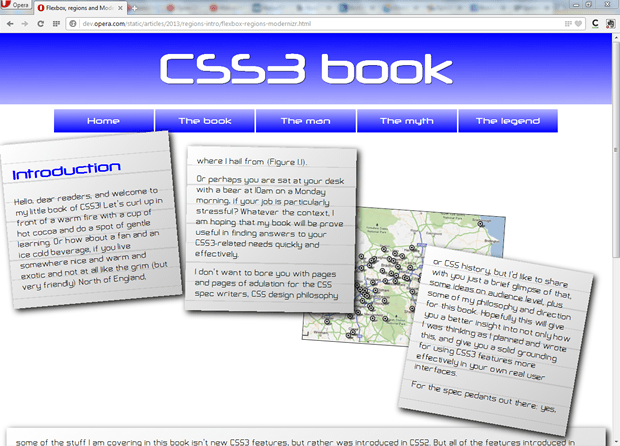 Opera
Flexbox, regions and Mode
dev.opera.com/static/articles/2013/regions-intro/flexbox-regions-modernizr.html
CSS3 book
Home
The book
The man
The myth
The legend
Introduction
Hello, dear readers, and welcome to
my little book of CSS3! Let's curl up in
front of a warm fire with a cup of
hot cocoa and do a spot of gentle
learning. Or how about a fan and an
ice cold beverage, if you live
somewhere nice and warm and
exotic and not at all like the grim (but
very friendly) North of England,
where I hail from (Figure 1.1).
Or perhaps you are sat at your desk
with a beer at 10am on a Monday
morning, if your job is particularly
stressful? Whatever the context, I
am hoping that my book will be prove
useful in finding answers to your
CSS3-related needs quickly and
effectively.
I don't want to bore you with pages
and pages of adulation for the CSS
spec writers, CSS design philosophy
or CSS history, but I'd like to share
with you just a brief glimpse of that,
some ideas on audience level, plus
some of my philosophy and direction
for this book. Hopefully this will give
you a better insight into not only how
I was thinking as I planned and wrote
this, and give you a solid grounding
for using CSS3 features more
effectively in your own real user
interfaces.
For the spec pedants out there: yes,
some of the stuff I am covering in this book isn't new CSS3 features, but rather was introduced in CSS2. But all of the features introduced in